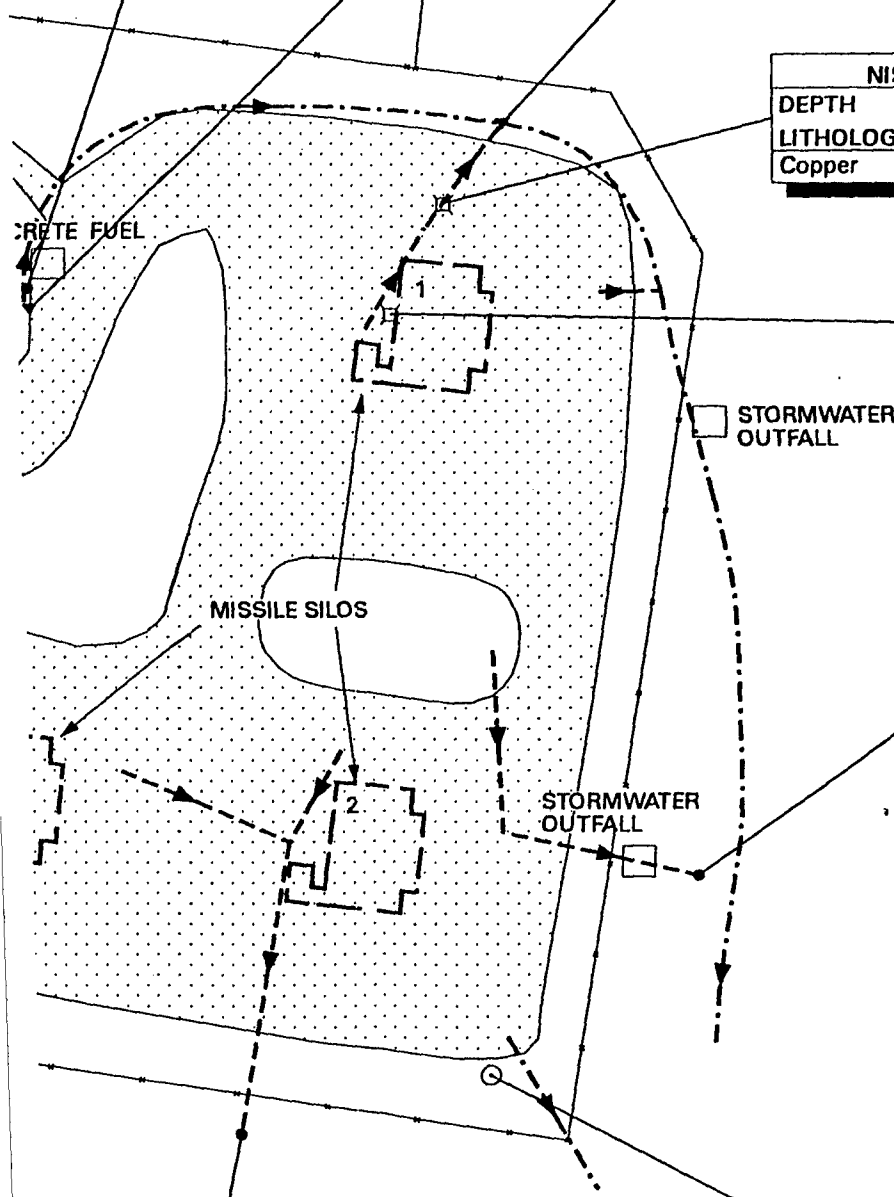 NIS
DEPTH
LITHOLOG
Copper
CRETE FUEL
1
STORMWATER
OUTFALL
MISSILE SILOS
2
STORMWATER
OUTFALL